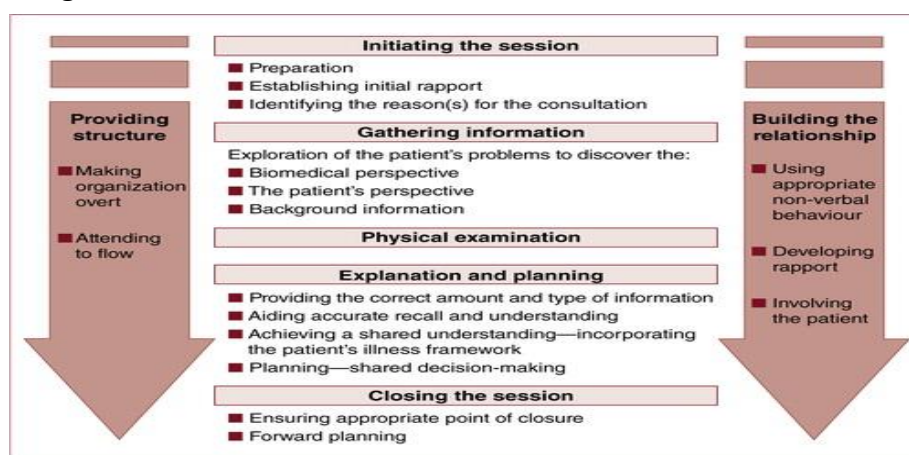 Initiating the session
■ Preparation
■ Establishing initial rapport
■ Identifying the reason(s) for the consultation
Providing
structure
■ Making
organization
overt
■ Attending
to flow
Gathering information
Exploration of the patient's problems to discover the:
■ Biomedical perspective
■ The patient's perspective
■ Background information
Physical examination
Explanation and planning
■ Providing the correct amount and type of information
■ Aiding accurate recall and understanding
■ Achieving a shared understanding—incorporating
the patient's illness framework
■ Planning—shared decision-making
Closing the session
■ Ensuring appropriate point of closure
■ Forward planning
Building the
relationship
■ Using
appropriate
non-verbal
behaviour
■ Developing
rapport
■ Involving
the patient